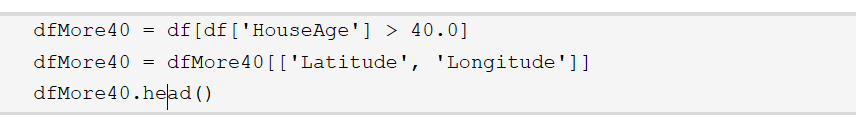 dfMore40 = df[df['HouseAge'] > 40.0]
dfMore40 = dfMore40[['Latitude', 'Longitude']]
dfMore40.head()